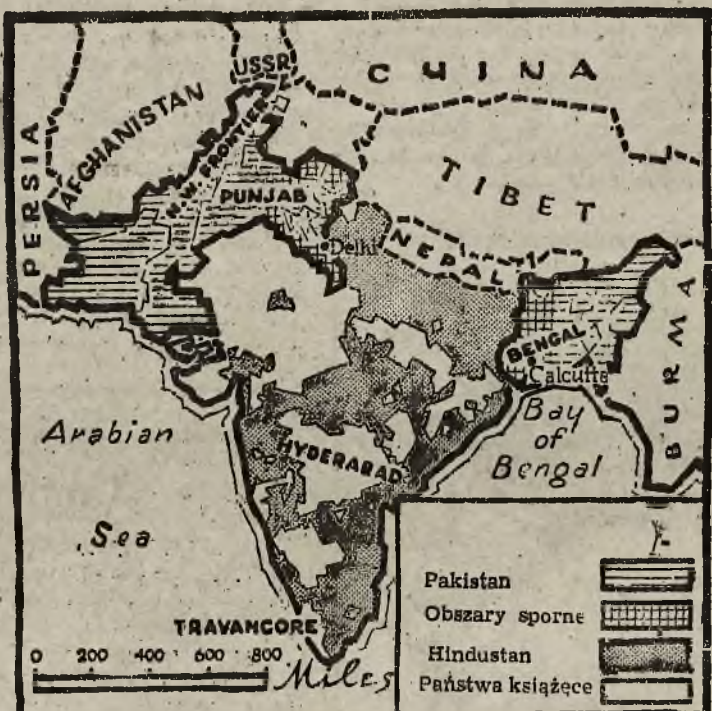 USSR
CHINA
AFGHANISTAN
PERSIA
N.W. FRONTIER
PUNJAB
TIBET
Delhi
NEPAL
BENGAL
Calcutta
BURMA
Arabian
Sea
Bay
of
Bengal
HYDERABAD
TRAVANCORE
0 200 400 600 800
Miles
Pakistan
Obszary sporne
Hindustan
Państwa książęce